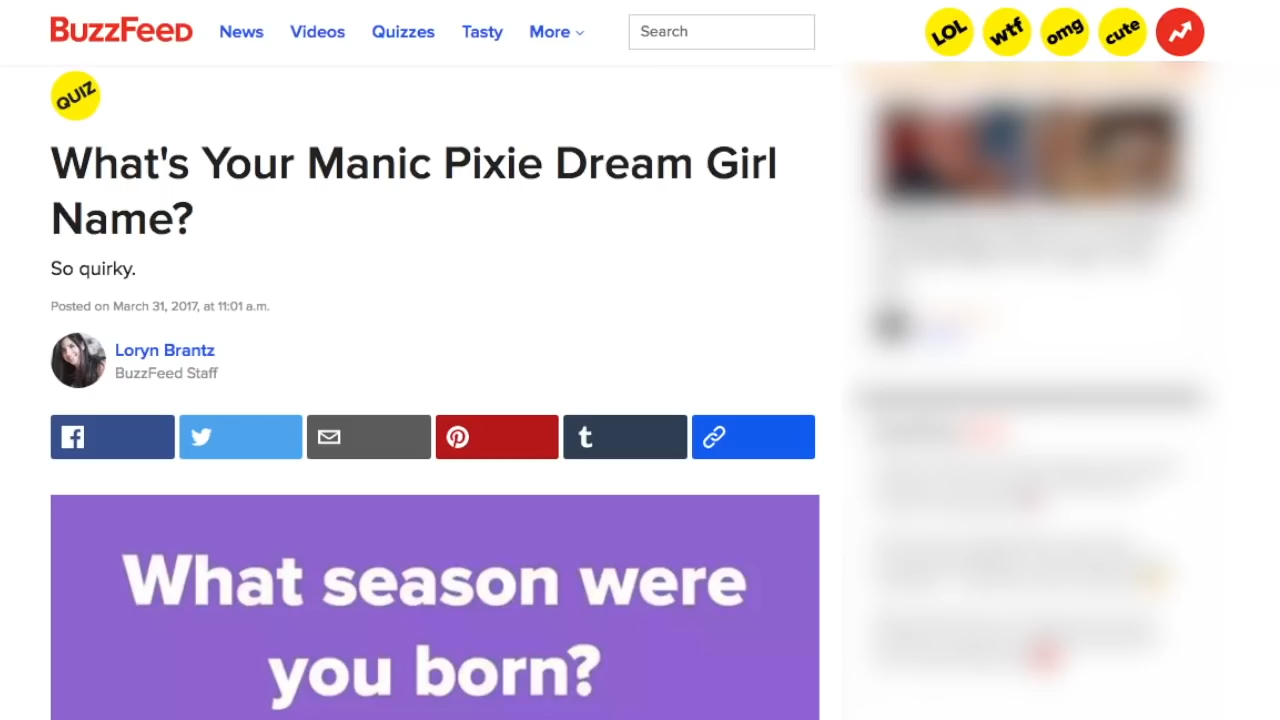 BuzzFeed News Videos Quizzes Tasty More Search LOL wtf omg cute
QUIZ
What's Your Manic Pixie Dream Girl
Name?
So quirky.
Posted on March 31, 2017, at 11:01 a.m.
Loryn Brantz
BuzzFeed Staff
What season were
you born?